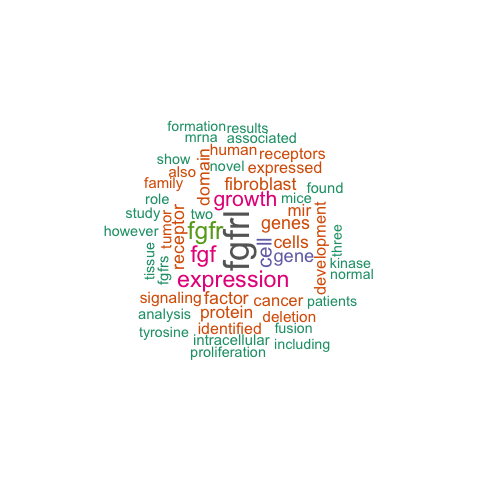 formation
results
mrna
associated
human
receptors
show
novel
expressed
also
domain
family
fibroblast
found
role
growth
mice
study
two
mir
however
tumor
receptor
fgfr
fgfrl
genes
development
three
cell
cells
tissue
fgfrs
fgf
gene
kinase
expression
normal
signaling
factor
cancer
patients
analysis
protein
deletion
tyrosine
identified
fusion
intracellular
including
proliferation